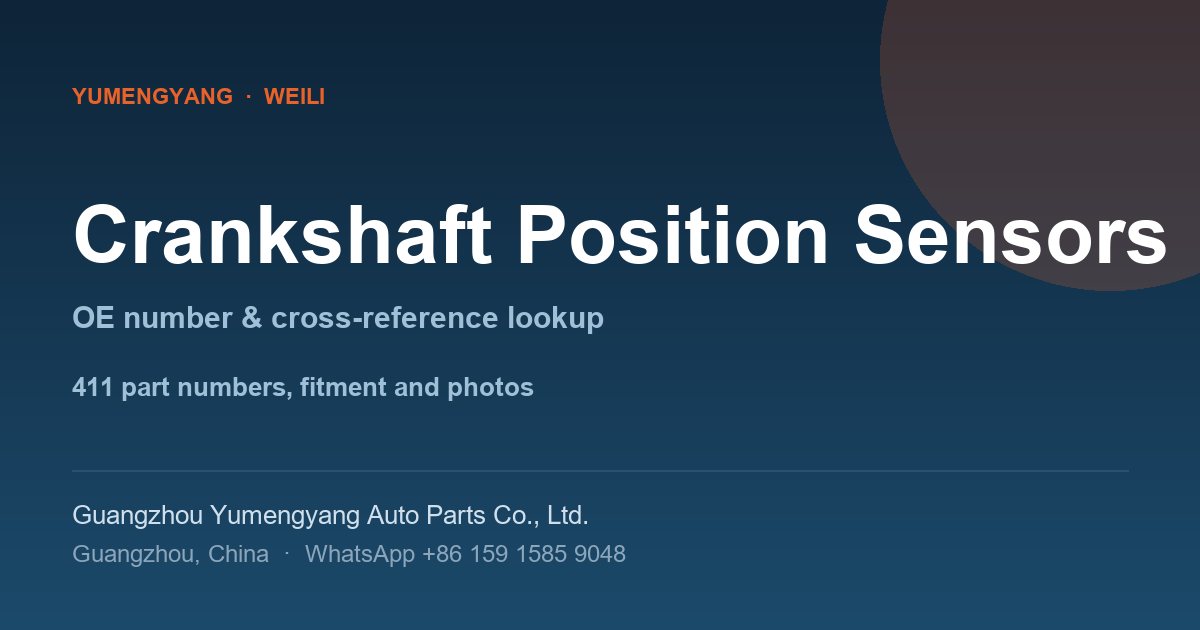 YUMENGYANG · WEILI
Crankshaft Position Sensors
OE number & cross-reference lookup
411 part numbers, fitment and photos
Guangzhou Yumengyang Auto Parts Co., Ltd.
Guangzhou, China · WhatsApp +86 159 1585 9048